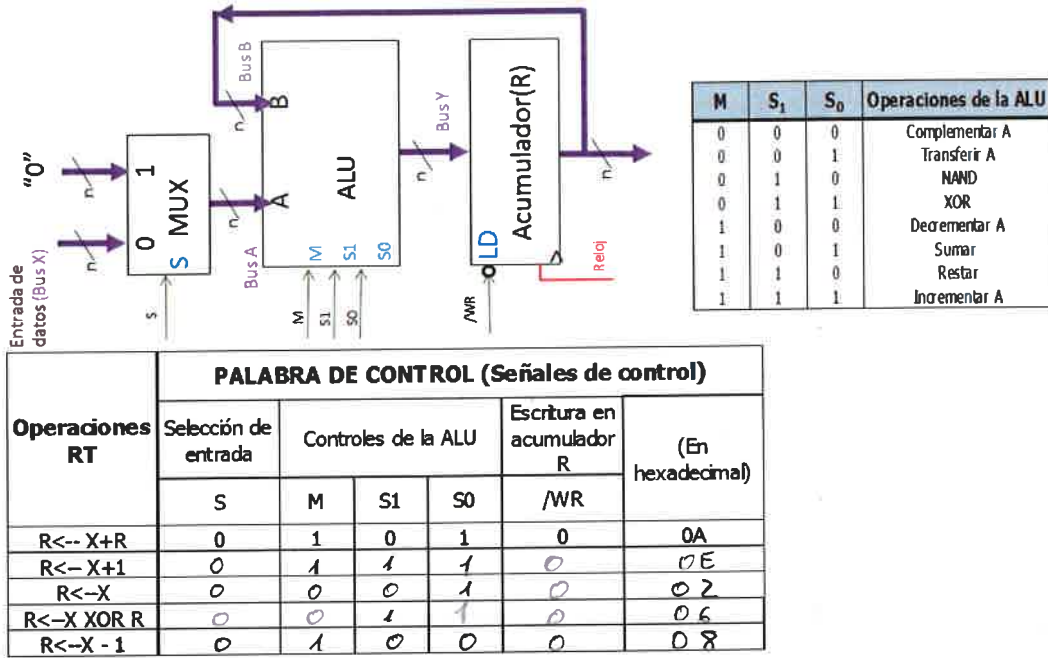 "0"
Entrada de
datos (Bus X)
n
n
0 1
S MUX
S
n
Bus A
n
Bus B
A B
ALU
M
S1
S0
M
S1
S0
n
Bus Y
LD
Acumulador(R)
/WR
Reloj
n
M S1 S0 Operaciones de la ALU
0 0 0 Complementar A
0 0 1 Transferir A
0 1 0 NAND
0 1 1 XOR
1 0 0 Decrementar A
1 0 1 Sumar
1 1 0 Restar
1 1 1 Incrementar A
PALABRA DE CONTROL (Señales de control)
Operaciones
RT
Selección de
entrada
Controles de la ALU
Escritura en
acumulador
R
(En
hexadecimal)
S M S1 S0 /WR
R<-- X+R 0 1 0 1 0 0A
R<-- X+1 0 1 1 1 0 0E
R<--X 0 0 0 1 0 02
R<--X XOR R 0 0 1 1 0 06
R<--X - 1 0 1 0 0 0 08